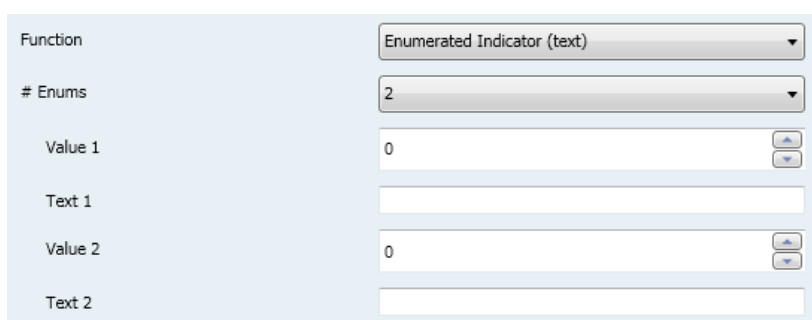 Function Enumerated Indicator (text)
# Enums 2
Value 1 0
Text 1
Value 2 0
Text 2